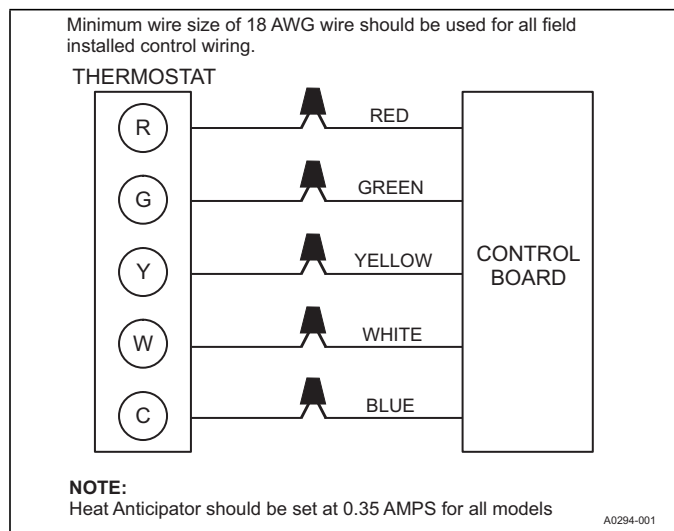 Minimum wire size of 18 AWG wire should be used for all field
installed control wiring.
THERMOSTAT
R
RED
G
GREEN
Y
YELLOW
CONTROL
BOARD
W
WHITE
C
BLUE
NOTE:
Heat Anticipator should be set at 0.35 AMPS for all models
A0294-001